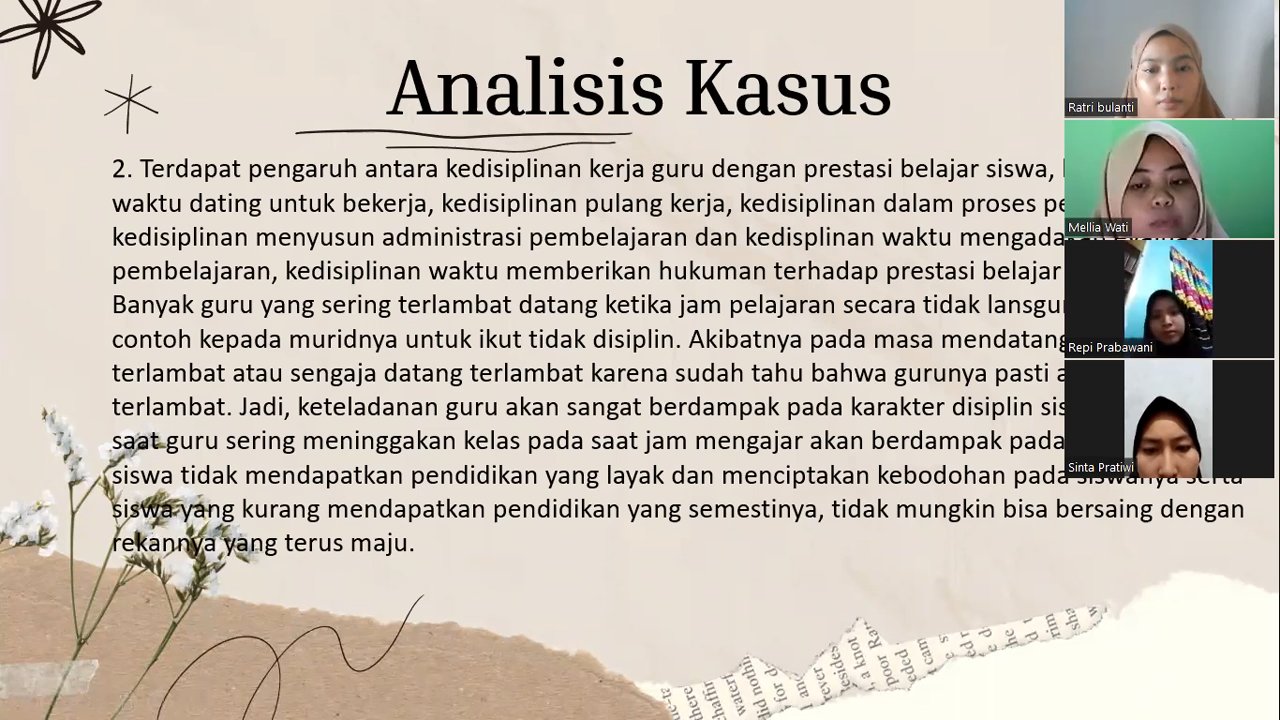 Analisis Kasus
2. Terdapat pengaruh antara kedisiplinan kerja guru dengan prestasi belajar siswa,
waktu dating untuk bekerja, kedisiplinan pulang kerja, kedisiplinan dalam proses
kedisiplinan menyusun administrasi pembelajaran dan kedisplinan waktu
pembelajaran, kedisiplinan waktu memberikan hukuman terhadap prestasi belajar
Banyak guru yang sering terlambat datang ketika jam pelajaran secara tidak
contoh kepada muridnya untuk ikut tidak disiplin. Akibatnya pada masa mendatang
terlambat atau sengaja datang terlambat karena sudah tahu bahwa gurunya pasti
terlambat. Jadi, keteladanan guru akan sangat berdampak pada karakter disiplin
saat guru sering meninggakan kelas pada saat jam mengajar akan berdampak pada
siswa tidak mendapatkan pendidikan yang layak dan menciptakan kebodohan pada siswanya serta
siswa yang kurang mendapatkan pendidikan yang semestinya, tidak mungkin bisa bersaing dengan
rekannya yang terus maju.
Ratri bulanti
Mellia Wati
Repi Prabawani
Sinta Pratiwi